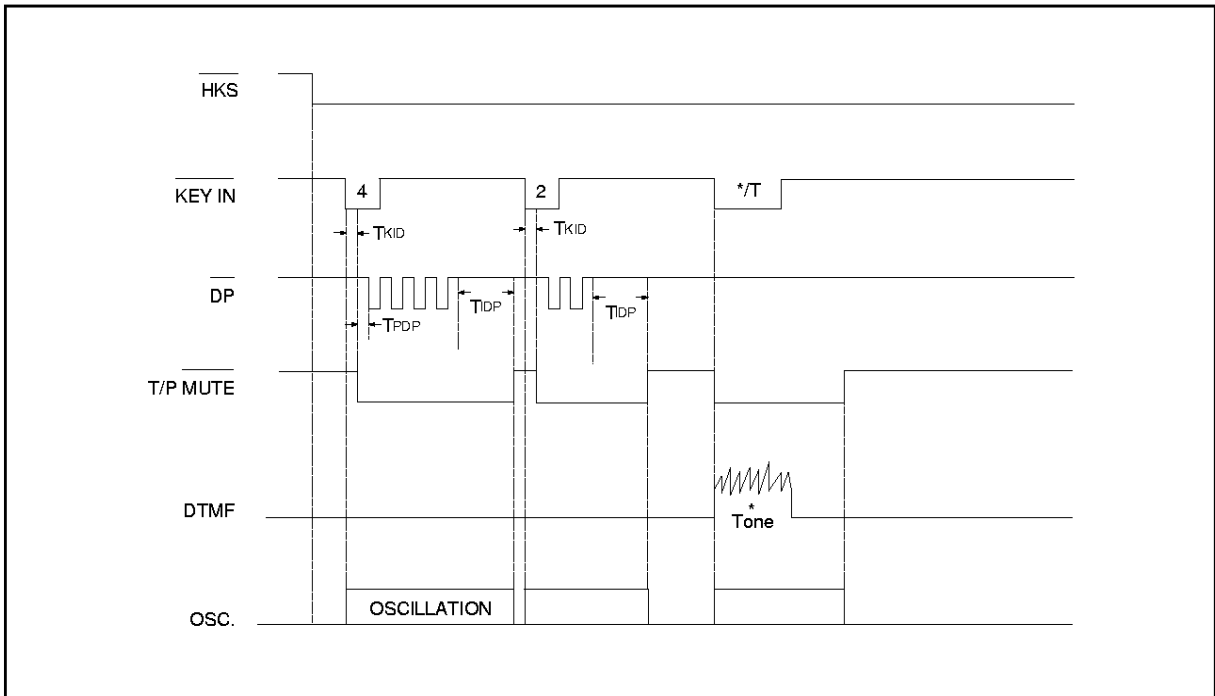 HKS
KEY IN
4
2
*/T
TKID
TKID
DP
TPDP
TIDP
TIDP
T/P MUTE
DTMF
*
Tone
OSC.
OSCILLATION